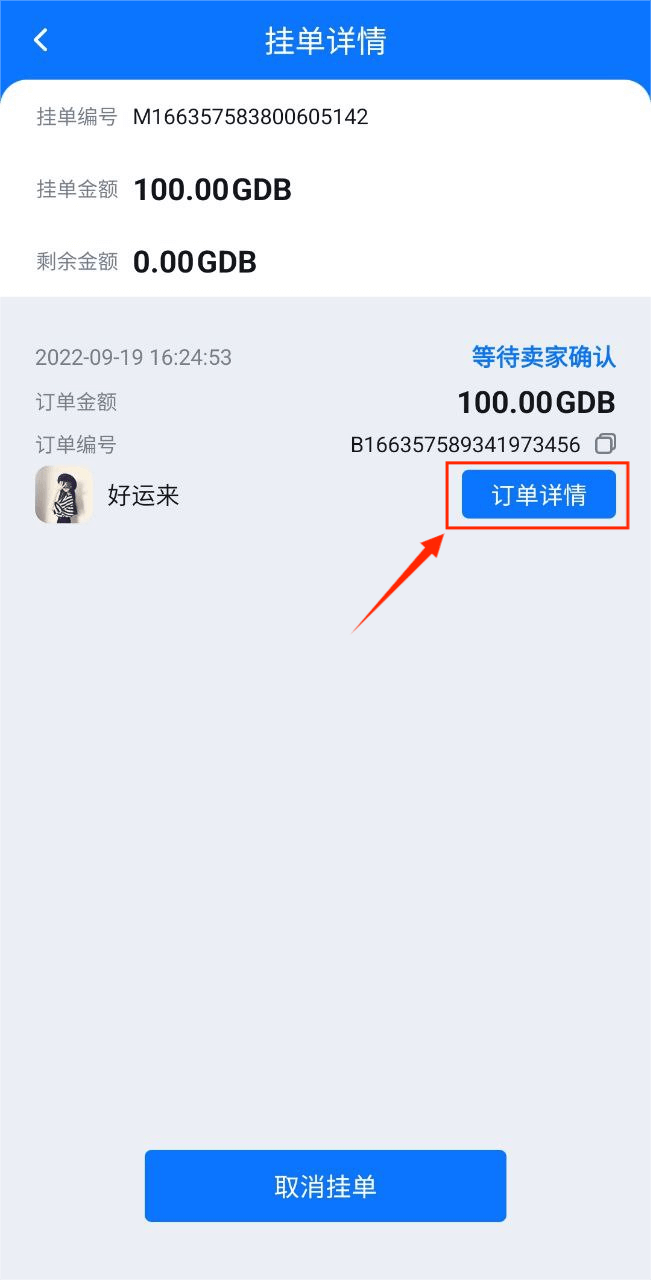 挂单详情
挂单编号 M166357583800605142
挂单金额 100.00GDB
剩余金额 0.00GDB
2022-09-19 16:24:53 等待卖家确认
订单金额 100.00GDB
订单编号 B166357589341973456
好运来 订单详情
取消挂单